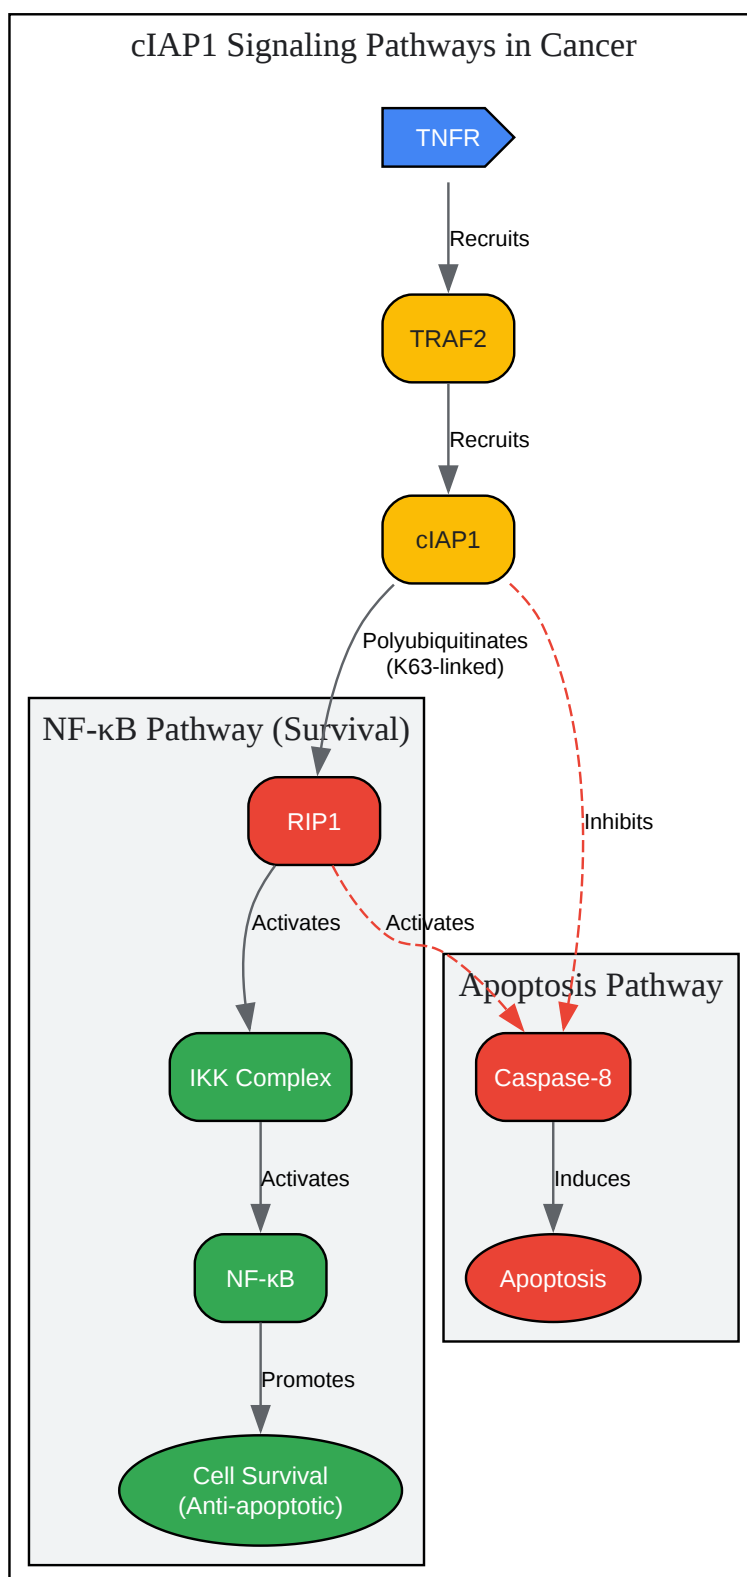 cIAP1 Signaling Pathways in Cancer
TNFR
Recruits
TRAF2
Recruits
cIAP1
Polyubiquitinates
(K63-linked)
NF-κB Pathway (Survival)
RIP1
Inhibits
Activates
Activates
Apoptosis Pathway
IKK Complex
Caspase-8
Activates
Induces
NF-κB
Apoptosis
Promotes
Cell Survival
(Anti-apoptotic)